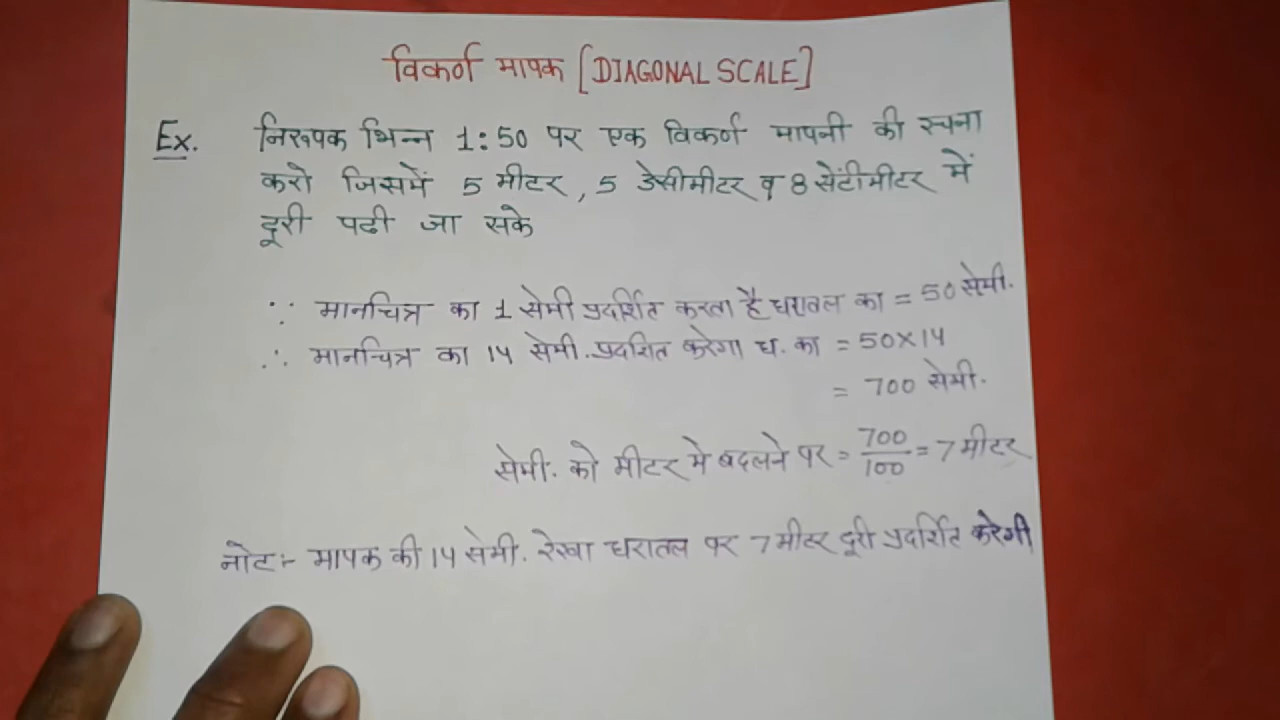 विकर्ण मापक [DIAGONAL SCALE]
Ex. निरूपक भिन्न 1:50 पर एक विकर्ण मापनी की रचना
करो जिसमें 5 मीटर, 5 डेसीमीटर व 8 सेंटीमीटर में
दूरी पढी जा सके
∵ मानचित्र का 1 सेमी प्रदर्शित करता है धरातल का = 50 सेमी.
∴ मानचित्र का 14 सेमी. प्रदर्शित करेगा ध. का = 50×14
= 700 सेमी.
सेमी. को मीटर मे बदलने पर = 700/100 = 7 मीटर
नोट:- मापक की 14 सेमी. रेखा धरातल पर 7 मीटर दूरी प्रदर्शित करेगी